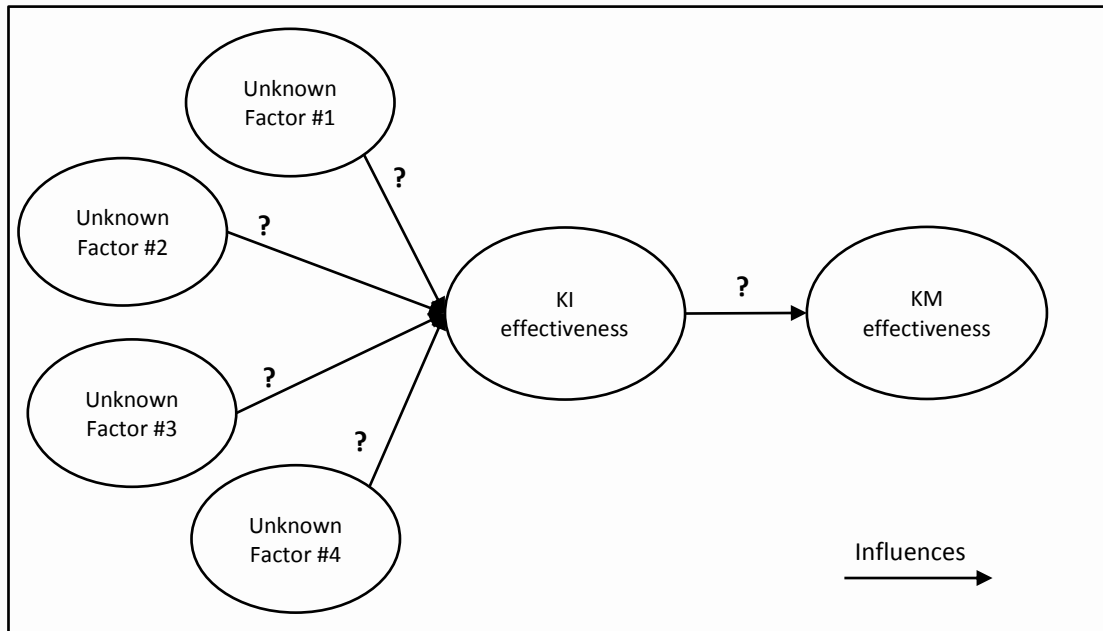 Unknown
Factor #1
?
Unknown
Factor #2
?
KI
effectiveness
?
KM
effectiveness
Unknown
Factor #3
?
Unknown
Factor #4
?
Influences